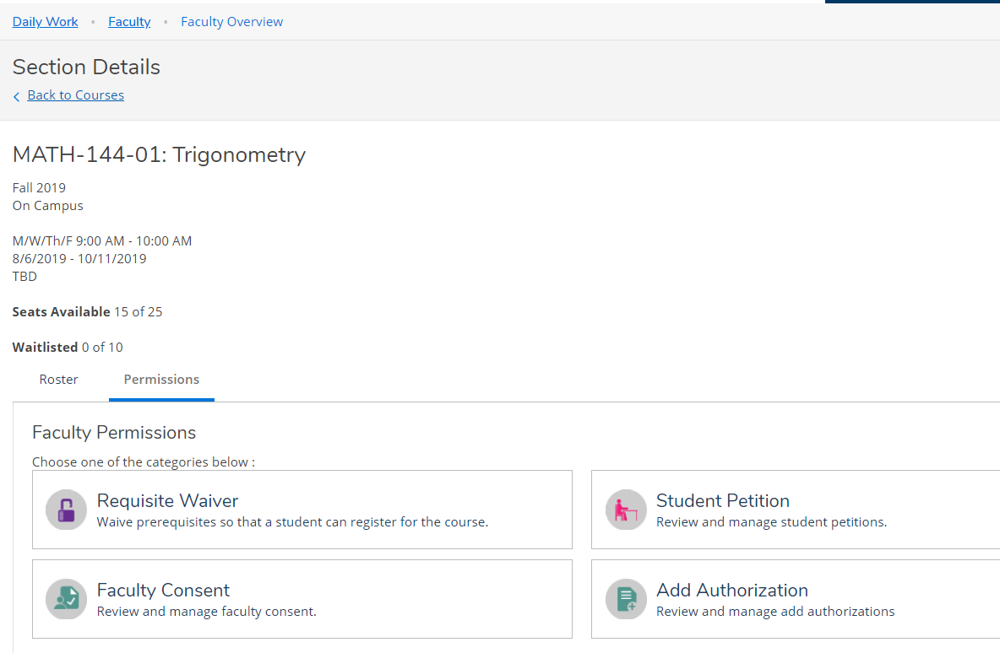 Daily Work • Faculty • Faculty Overview
Section Details
Back to Courses
MATH-144-01: Trigonometry
Fall 2019
On Campus
M/W/Th/F 9:00 AM - 10:00 AM
8/6/2019 - 10/11/2019
TBD
Seats Available 15 of 25
Waitlisted 0 of 10
Roster Permissions
Faculty Permissions
Choose one of the categories below :
Requisite Waiver
Waive prerequisites so that a student can register for the course.
Student Petition
Review and manage student petitions.
Faculty Consent
Review and manage faculty consent.
Add Authorization
Review and manage add authorizations